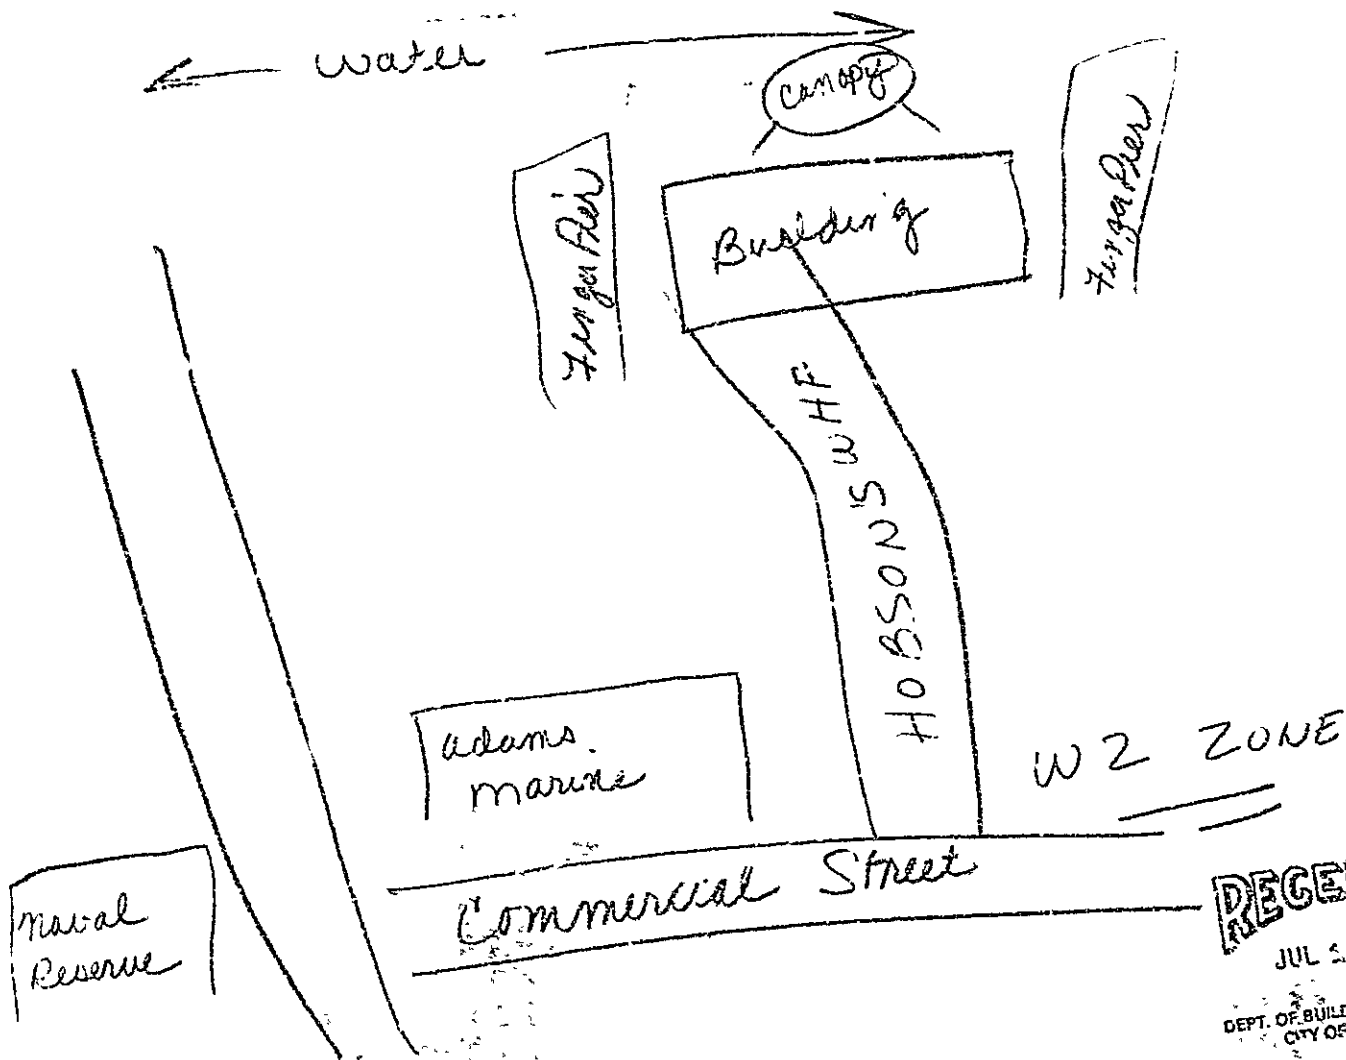 water
canopy
Finger Pier
Building
Finger Pier
HOBSON'S WHF.
adams.
marine
W2 ZONE
Commercial Street
naval
Reserve
RECE
JUL
DEPT. OF BUILD
CITY OF